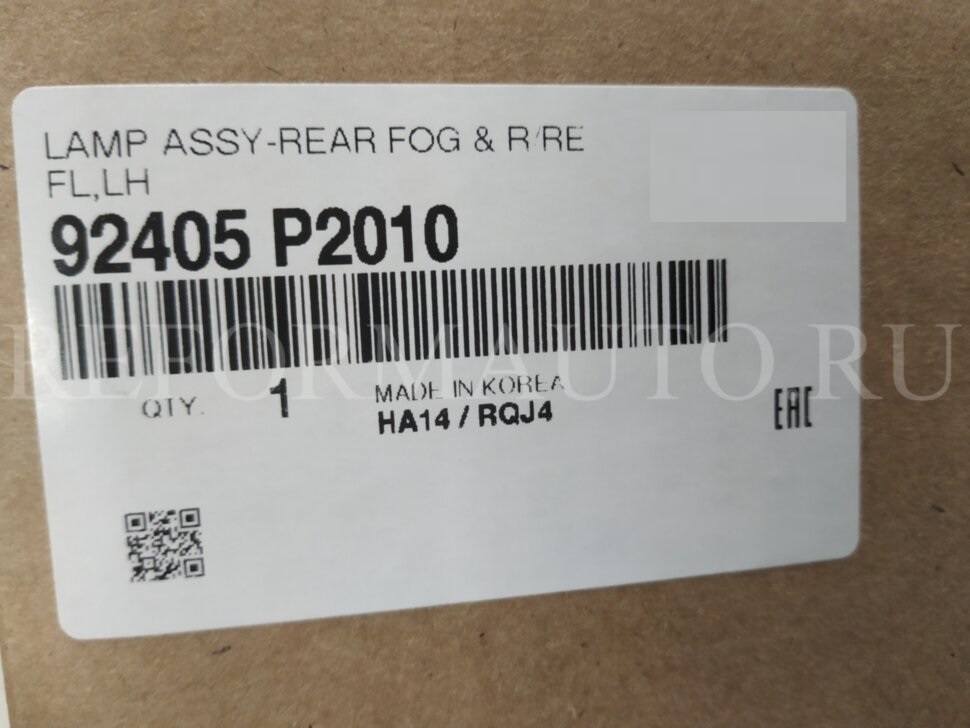 LAMP ASSY-REAR FOG & R/RE
FL,LH
92405 P2010
REFORMAUTO.RU
QTY. 1
MADE IN KOREA
HA14 / RQJ4
EAC